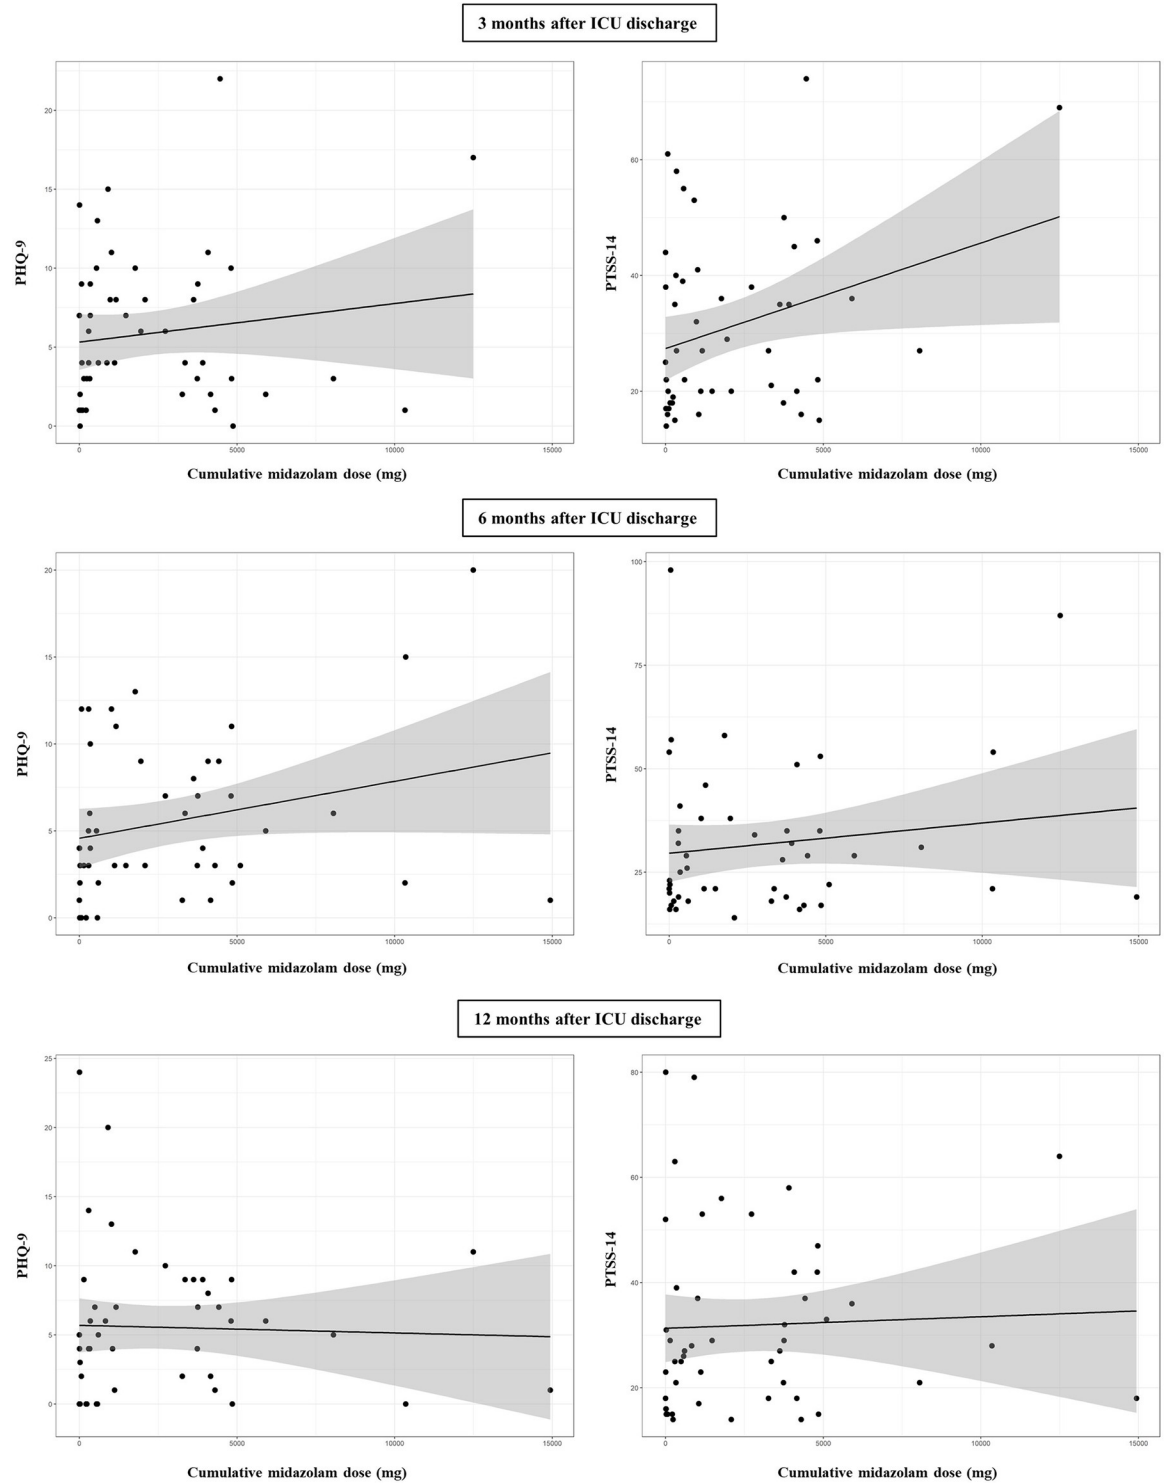 3 months after ICU discharge
PHQ-9
20
15
10
5
0
0 5000 10000 15000
Cumulative midazolam dose (mg)
PTSS-14
60
40
20
0 5000 10000 15000
Cumulative midazolam dose (mg)
6 months after ICU discharge
PHQ-9
20
15
10
5
0
0 5000 10000 15000
Cumulative midazolam dose (mg)
PTSS-14
100
75
50
25
0 5000 10000 15000
Cumulative midazolam dose (mg)
12 months after ICU discharge
PHQ-9
25
20
15
10
5
0
0 5000 10000 15000
Cumulative midazolam dose (mg)
PTSS-14
80
60
40
20
0 5000 10000 15000
Cumulative midazolam dose (mg)